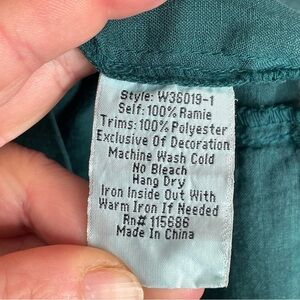 Style: W36019-1
Self: 100% Ramie
Trims: 100% Polyester
Exclusive Of Decoration
Machine Wash Cold
No Bleach
Hang Dry
Iron Inside Out With
Warm Iron If Needed
Rn# 115686
Made In China